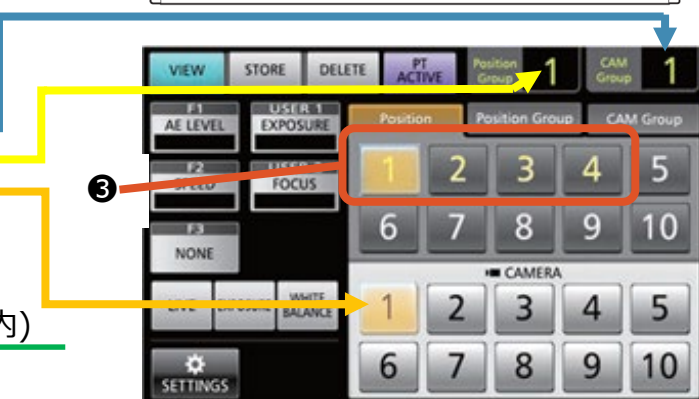 VIEW STORE DELETE PT ACTIVE Position Group 1 CAM Group 1
F1 AE LEVEL USER 1 EXPOSURE Position Position Group CAM Group
❸ F2 SPEED FOCUS 1 2 3 4 5
F3 NONE 6 7 8 9 10
CAMERA
LIVE EXPOSURE WHITE BALANCE 1 2 3 4 5
内)
SETTINGS 6 7 8 9 10